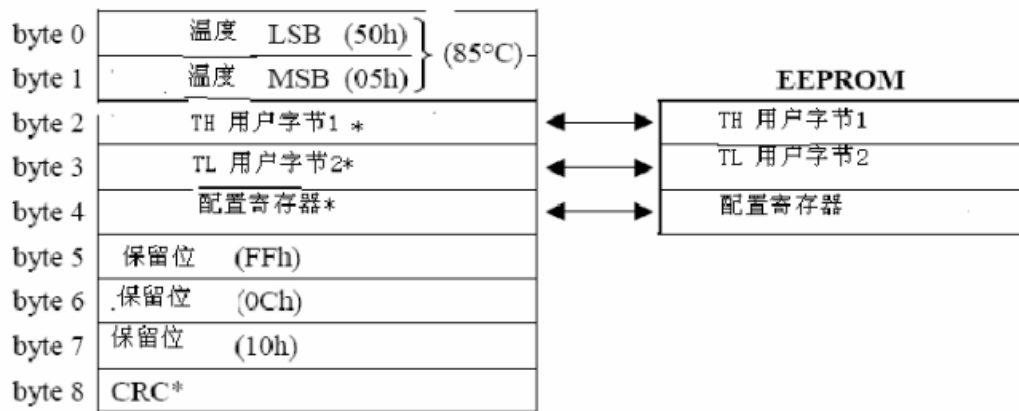 byte 0 温度 LSB (50h)
(85°C)
byte 1 温度 MSB (05h)
EEPROM
byte 2 TH 用户字节1 * TH 用户字节1
byte 3 TL 用户字节2* TL 用户字节2
byte 4 配置寄存器* 配置寄存器
byte 5 保留位 (FFh)
byte 6 保留位 (0Ch)
byte 7 保留位 (10h)
byte 8 CRC*